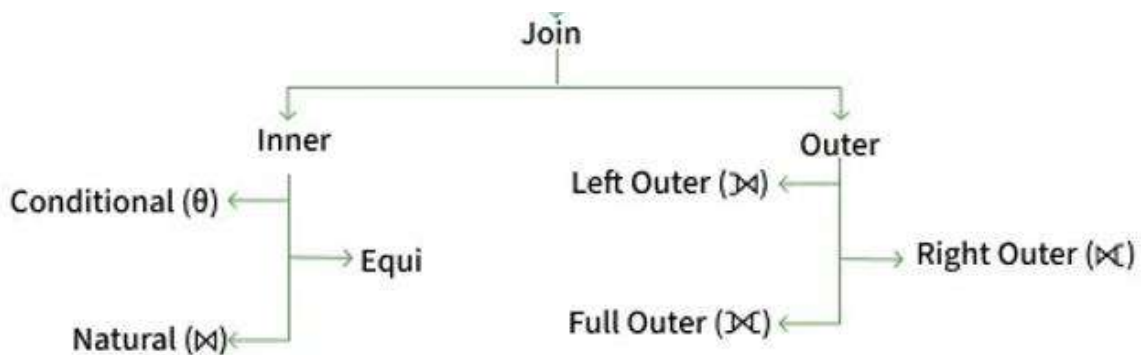 Join
Inner
Outer
Conditional (θ)
Left Outer (⟕)
Equi
Right Outer (⟖)
Natural (⋈)
Full Outer (⟗)